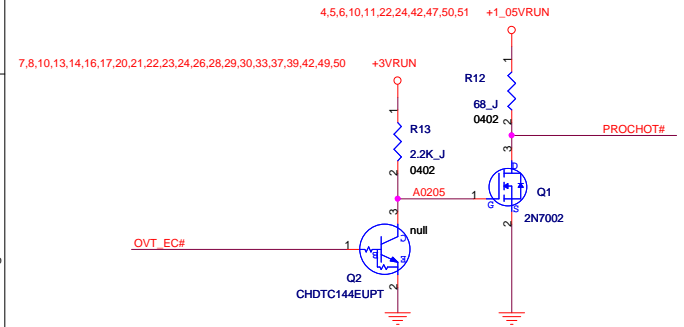 4,5,6,10,11,22,24,42,47,50,51 +1_05VRUN
7,8,10,13,14,16,17,20,21,22,23,24,26,28,29,30,33,37,39,42,49,50 +3VRUN
1
R12
68_J
0402
2
PROCHOT#
1
R13
2.2K_J
0402
2
A0205
3
D
1
G
S
Q1
2N7002
2
3
null
C
OVT_EC#
1
B
E
Q2
2
CHDTC144EUPT